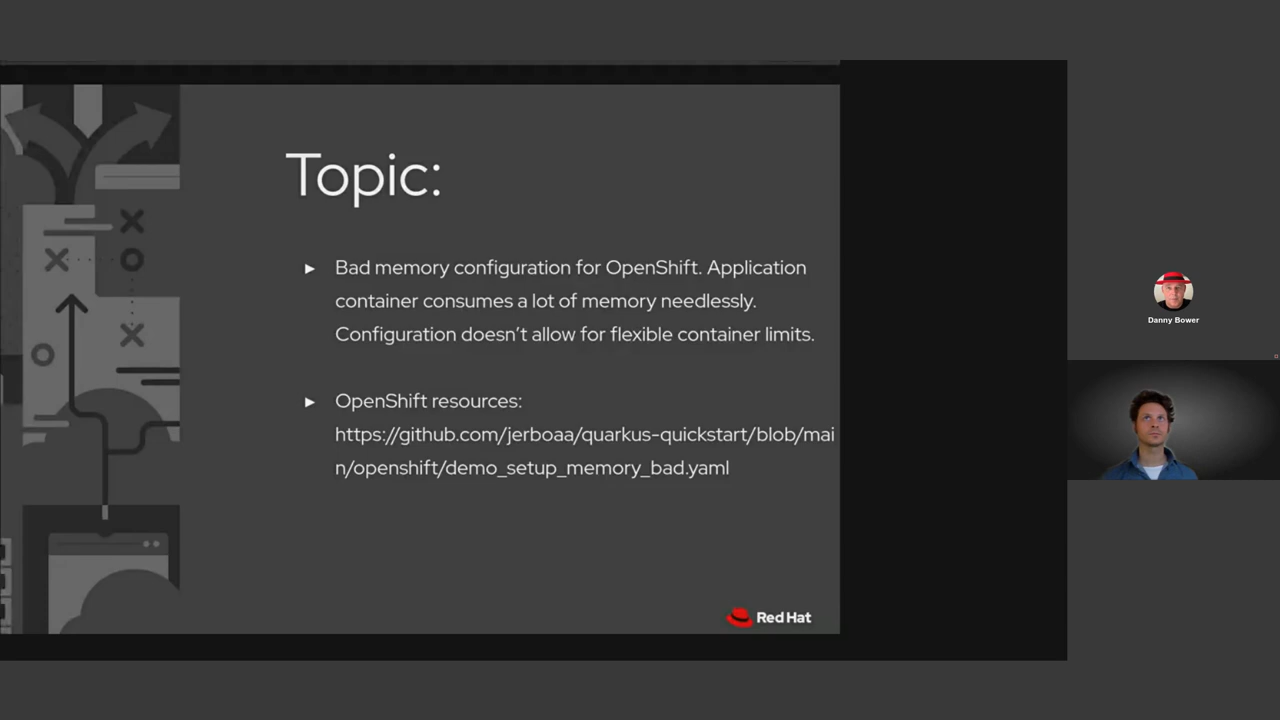 Topic:
► Bad memory configuration for OpenShift. Application
container consumes a lot of memory needlessly.
Configuration doesn’t allow for flexible container limits.
► OpenShift resources:
https://github.com/jerboaa/quarkus-quickstart/blob/mai
n/openshift/demo_setup_memory_bad.yaml
Red Hat
Danny Bower